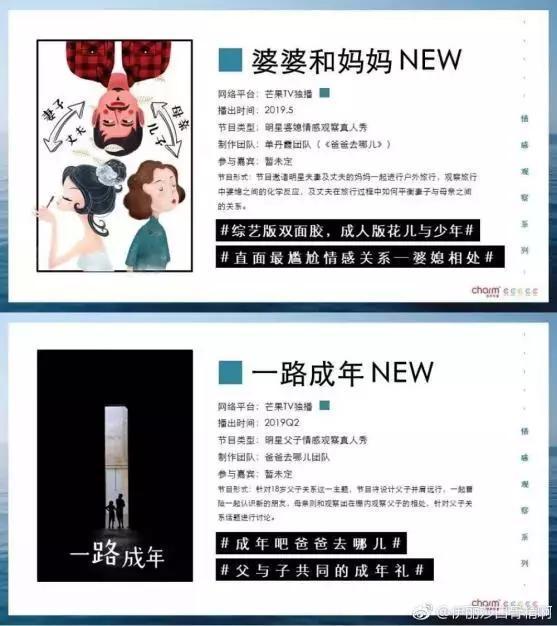 婆婆和妈妈 NEW
网络平台：芒果TV独播
播出时间：2019.5
节目类型：明星婆媳情感观察真人秀
制作团队：单丹霞团队（《爸爸去哪儿》）
参与嘉宾：暂未定
节目形式：节目邀请明星夫妻及丈夫的妈妈一起进行户外旅行，观察旅行
中婆媳之间的化学反应，及丈夫在旅行过程中如何平衡妻子与母亲之间
的关系。
#综艺版双面胶，成人版花儿与少年#
#直面最尴尬情感关系—婆媳相处#
妻子
丈夫
儿子
母亲
情感观察系列
charm
一路成年 NEW
网络平台：芒果TV独播
播出时间：2019Q2
节目类型：明星父子情感观察真人秀
制作团队：爸爸去哪儿团队
参与嘉宾：暂未定
节目形式：针对18岁父子关系这一主题，节目将设计父子并肩远行，一起冒
险一起认识新的朋友，母亲则和观察团在棚内观察父子的相处，针对父子关
系话题进行讨论。
#成年吧爸爸去哪儿#
#父与子共同的成年礼#
一路成年
情感观察系列
charm